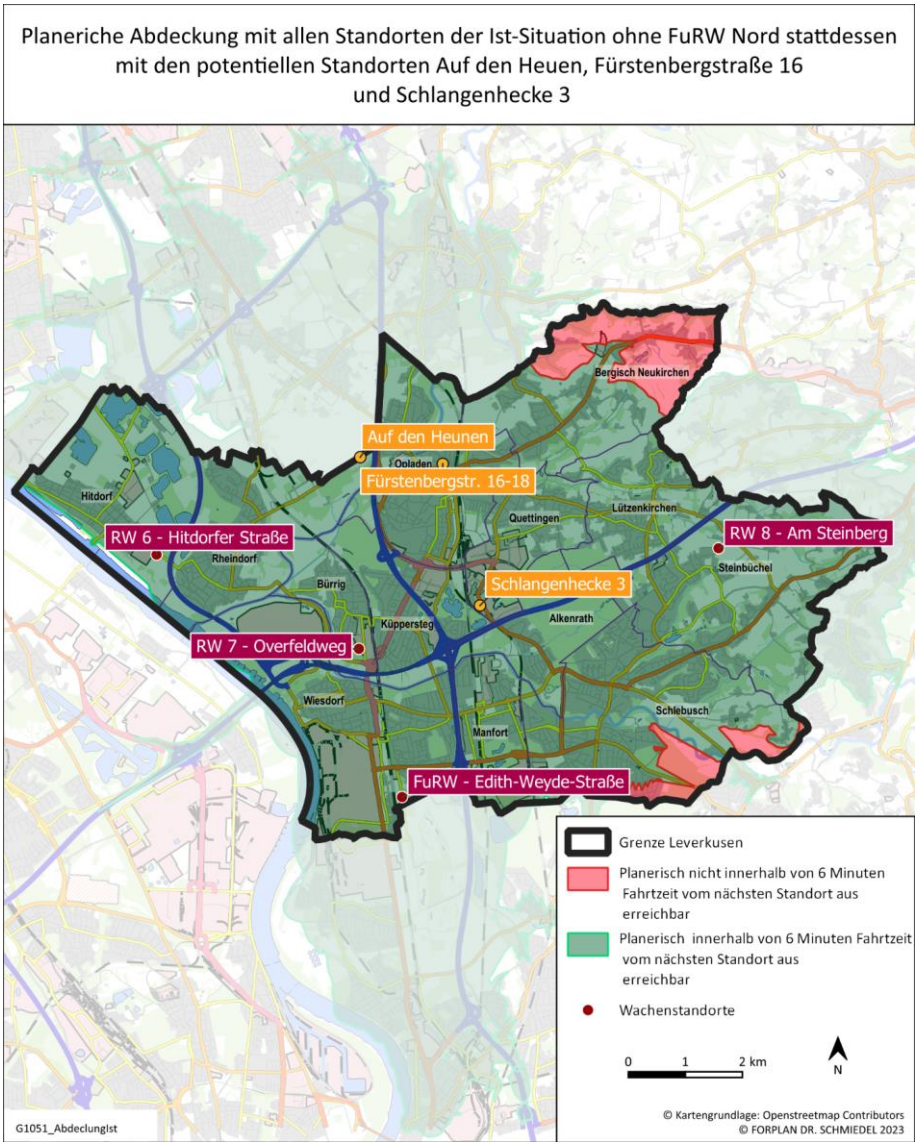 Planeriche Abdeckung mit allen Standorten der Ist-Situation ohne FuRW Nord stattdessen
mit den potentiellen Standorten Auf den Heuen, Fürstenbergstraße 16
und Schlangenhecke 3
Bergisch Neukirchen
Auf den Heunen
Opladen
Fürstenbergstr. 16-18
Hitdorf
Quettingen
Lützenkirchen
RW 6 - Hitdorfer Straße
RW 8 - Am Steinberg
Rheindorf
Steinbüchel
Bürrig
Schlangenhecke 3
Küppersteg
Alkenrath
RW 7 - Overfeldweg
Wiesdorf
Schlebusch
Manfort
FuRW - Edith-Weyde-Straße
Grenze Leverkusen
Planerisch nicht innerhalb von 6 Minuten
Fahrtzeit vom nächsten Standort aus
erreichbar
Planerisch innerhalb von 6 Minuten Fahrtzeit
vom nächsten Standort aus
erreichbar
Wachenstandorte
0 1 2 km
N
G1051_AbdeclungIst
© Kartengrundlage: Openstreetmap Contributors
© FORPLAN DR. SCHMIEDEL 2023